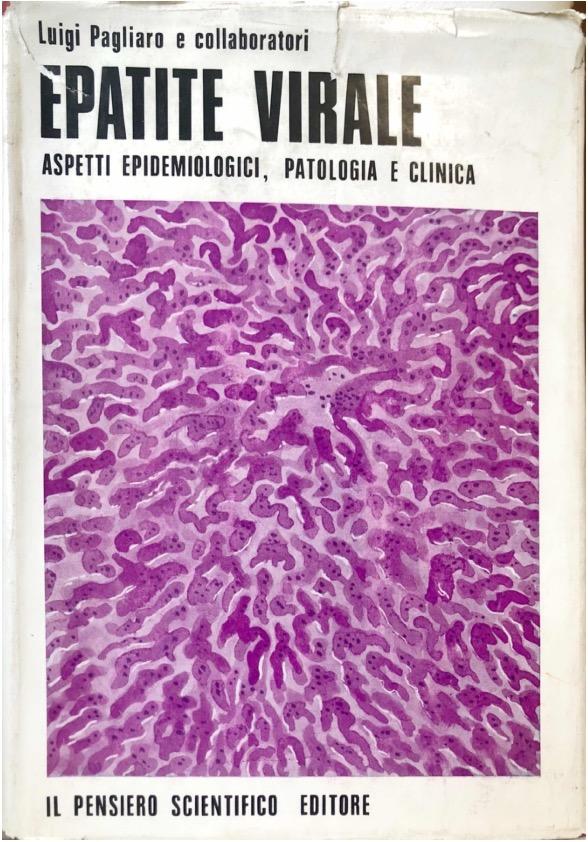 Luigi Pagliaro e collaboratori
EPATITE VIRALE
ASPETTI EPIDEMIOLOGICI, PATOLOGIA E CLINICA
IL PENSIERO SCIENTIFICO EDITORE